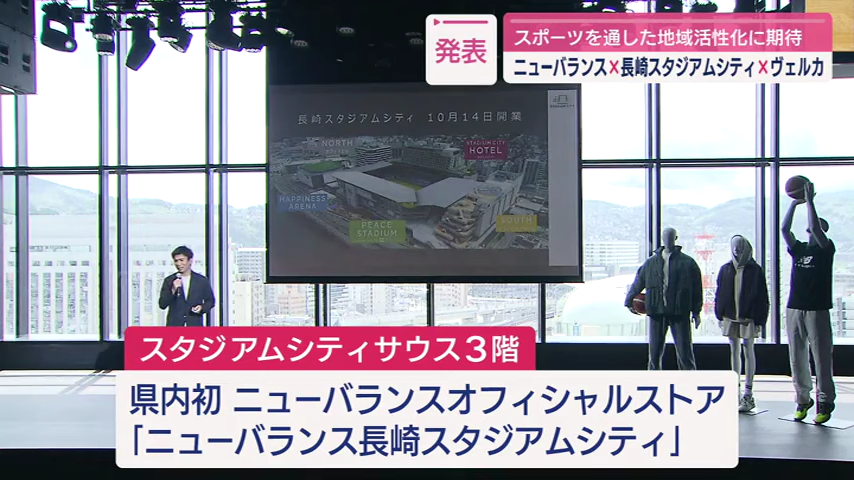 発表
スポーツを通した地域活性化に期待
ニューバランス×長崎スタジアムシティ×ヴェルカ
長崎スタジアムシティ 10月14日開業
NORTH
STADIUM CITY
HOTEL
HAPPINESS
ARENA
PEACE
STADIUM
SOUTH
スタジアムシティサウス3階
県内初 ニューバランスオフィシャルストア
「ニューバランス長崎スタジアムシティ」